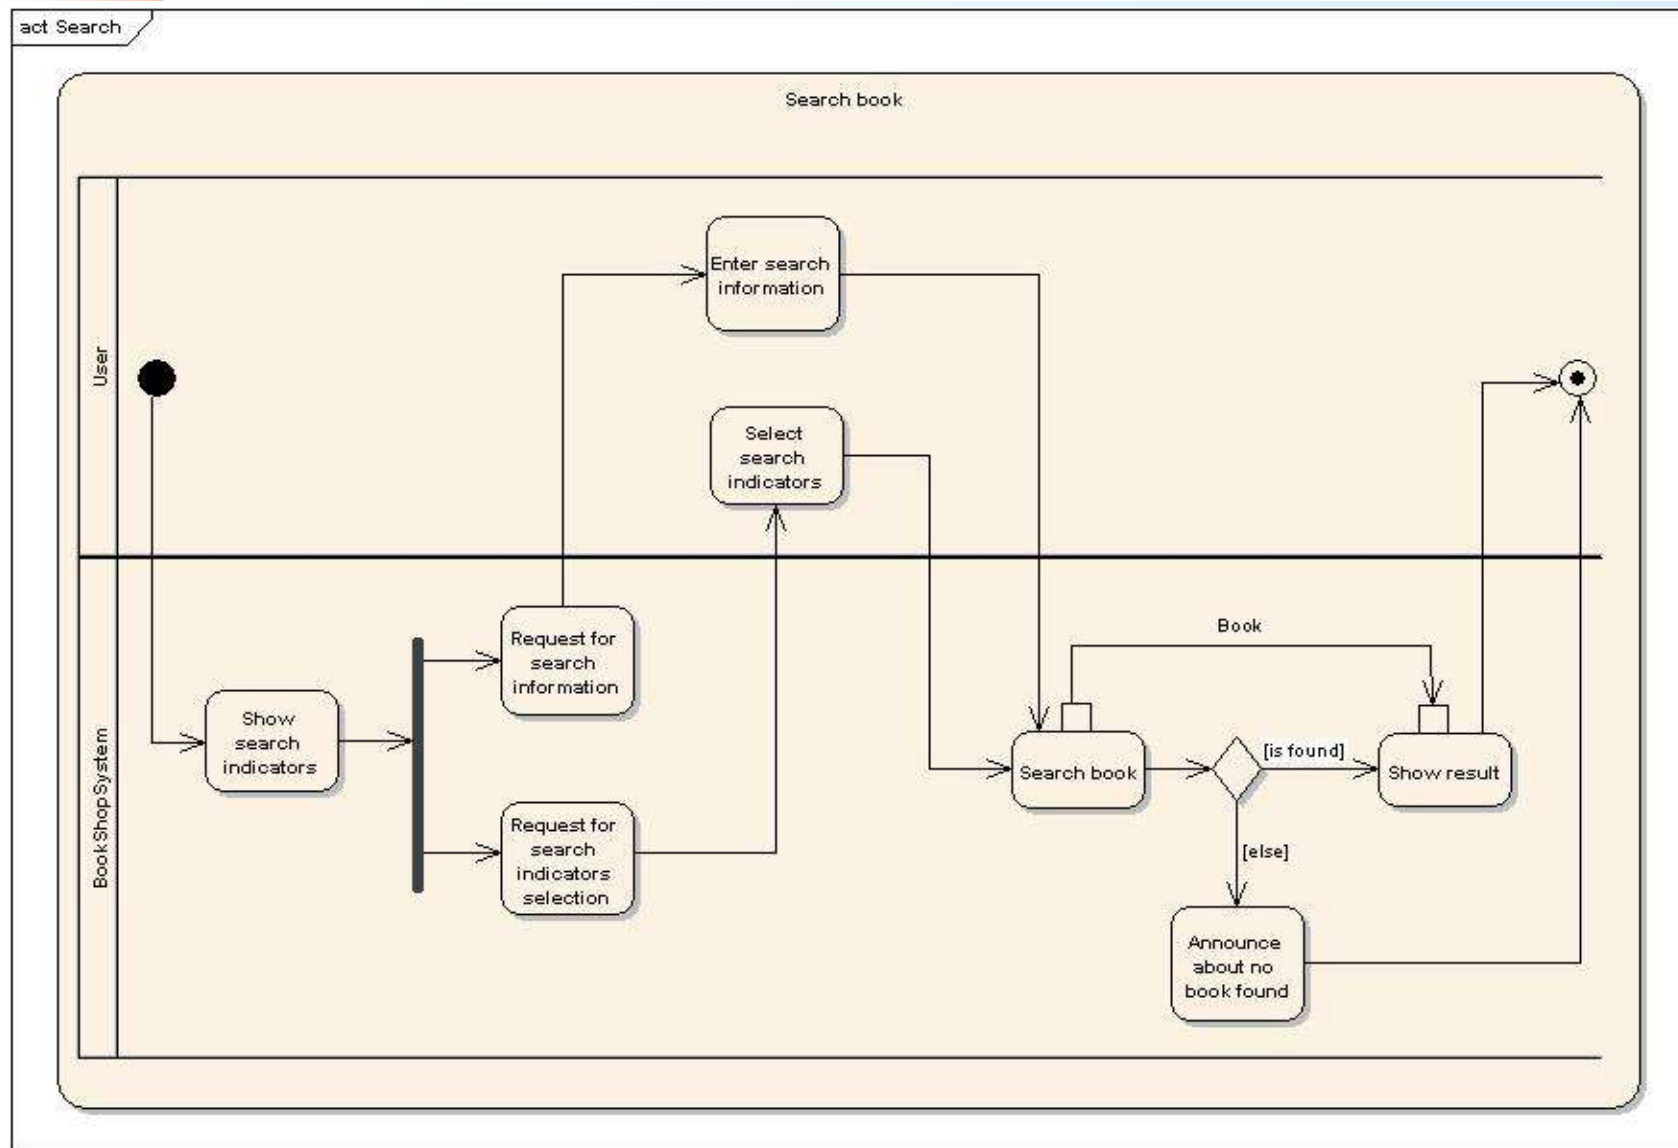 act Search
Search book
User
Enter search
information
Select
search
indicators
BookShopSystem
Show
search
indicators
Request for
search
information
Request for
search
indicators
selection
Book
Search book
[is found]
Show result
[else]
Announce
about no
book found